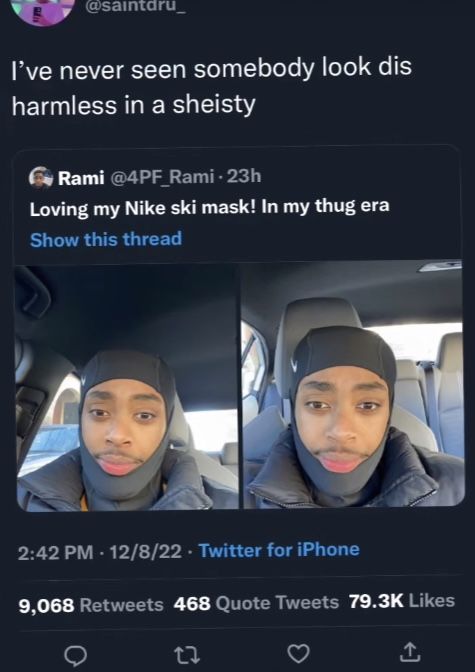 @saintdru_
I’ve never seen somebody look dis
harmless in a sheisty
Rami @4PF_Rami · 23h
Loving my Nike ski mask! In my thug era
Show this thread
2:42 PM · 12/8/22 · Twitter for iPhone
9,068 Retweets 468 Quote Tweets 79.3K Likes